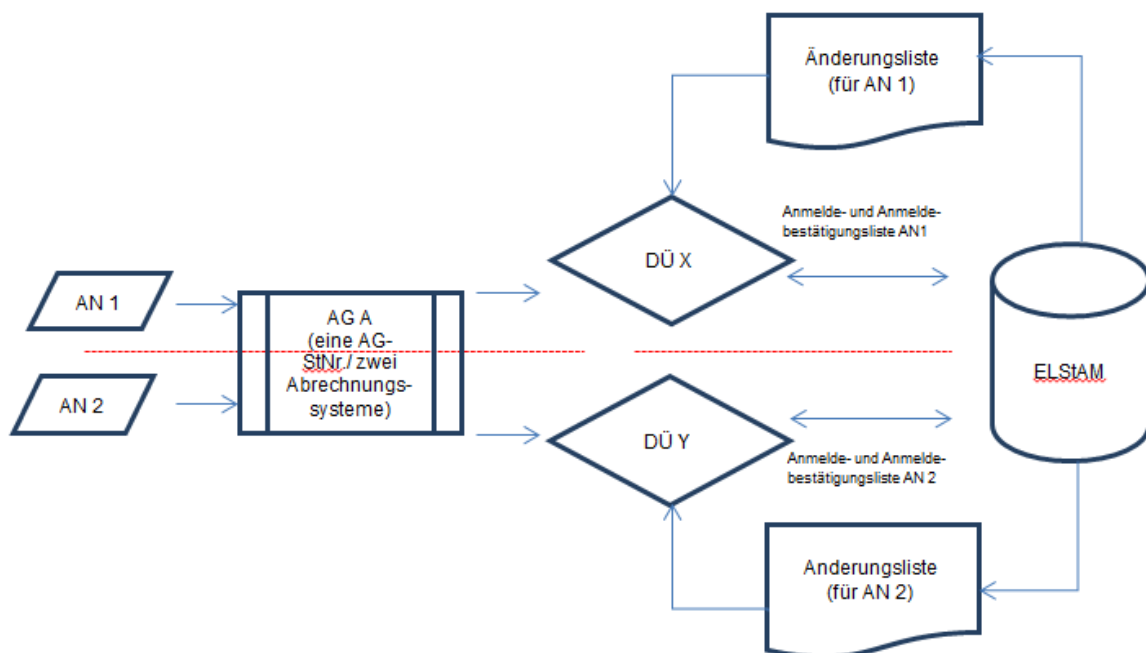 Änderungsliste
(für AN 1)
Anmelde- und Anmelde-
bestätigungsliste AN1
DÜ X
AN 1
AG A
(eine AG-
StNr./ zwei
Abrechnungs-
systeme)
ELStAM
AN 2
DÜ Y
Anmelde- und Anmelde-
bestätigungsliste AN 2
Änderungsliste
(für AN 2)